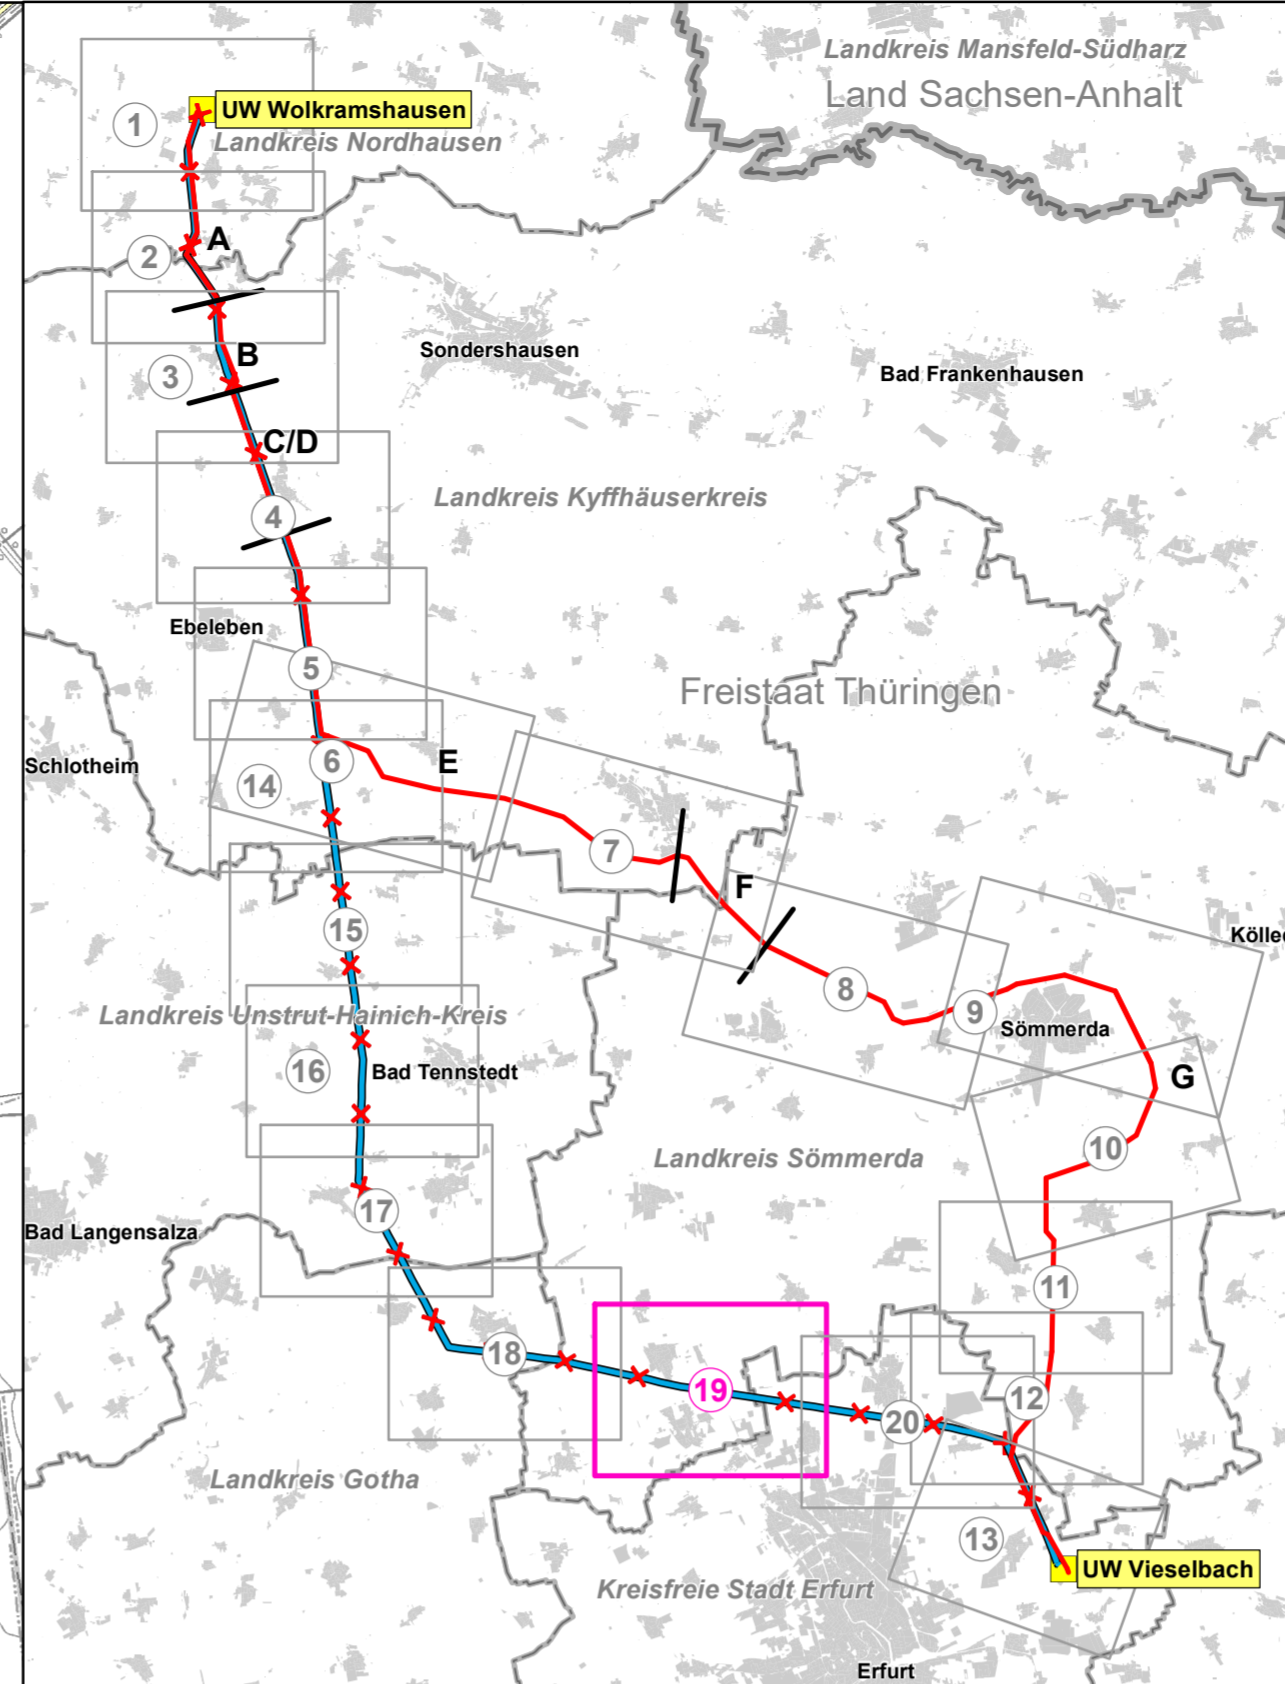 Landkreis Mansfeld-Südharz
Land Sachsen-Anhalt
UW Wolkramshausen
1
Landkreis Nordhausen
A
2
Sondershausen
B
Bad Frankenhausen
3
C/D
Landkreis Kyffhäuserkreis
4
Ebeleben
5
Freistaat Thüringen
Schlotheim
6
E
14
7
F
15
Kölle
8
9
Landkreis Unstrut-Hainich-Kreis
Sömmerda
16
Bad Tennstedt
G
10
Landkreis Sömmerda
17
Bad Langensalza
11
18
19
12
20
Landkreis Gotha
13
UW Vieselbach
Kreisfreie Stadt Erfurt
Erfurt